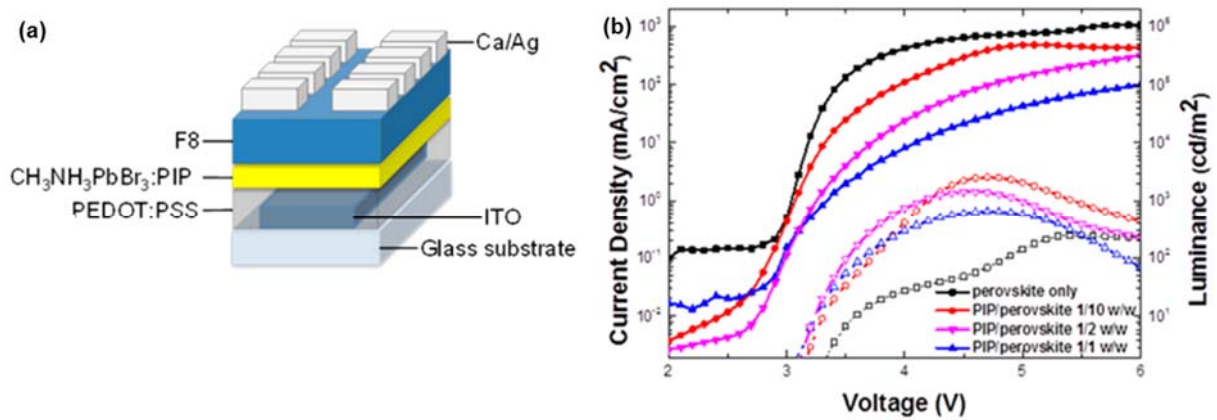 (a)
Ca/Ag
F8
CH₃NH₃PbBr₃:PIP
PEDOT:PSS
ITO
Glass substrate
(b)
Current Density (mA/cm²)
10³
10²
10¹
10⁰
10⁻¹
10⁻²
10⁶
10⁵
10⁴
10³
10²
10¹
Luminance (cd/m²)
perovskite only
PIP/perovskite 1/10 w/w
PIP/perovskite 1/2 w/w
PIP/perovskite 1/1 w/w
2 3 4 5 6
Voltage (V)